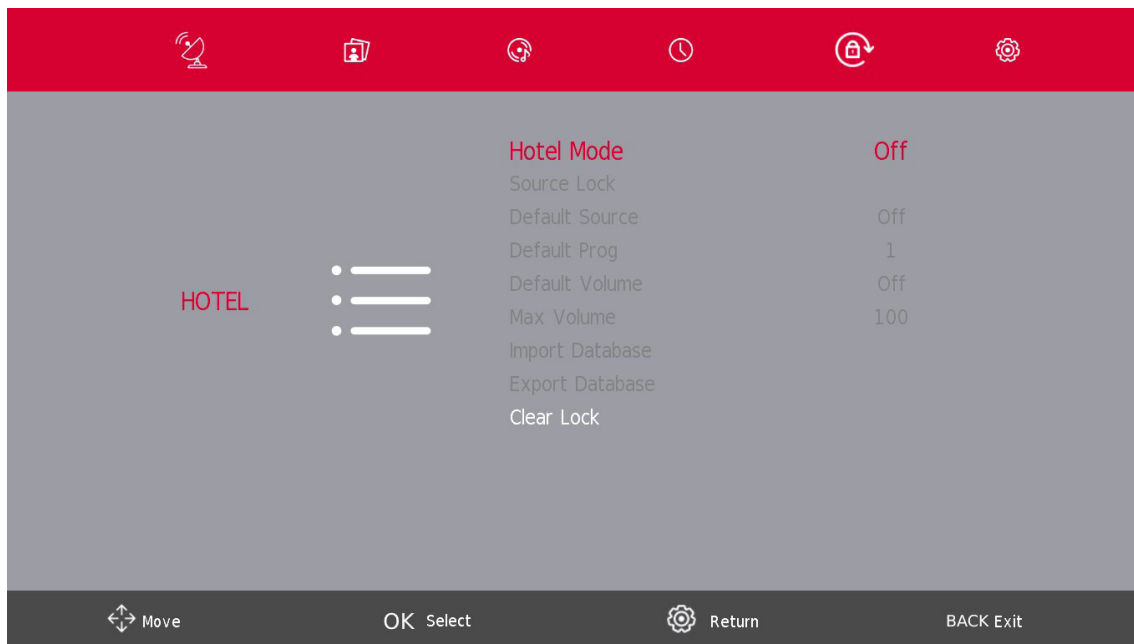 Hotel Mode Off
Source Lock
Default Source Off
Default Prog 1
Default Volume Off
HOTEL
Max Volume 100
Import Database
Export Database
Clear Lock
Move OK Select Return BACK Exit